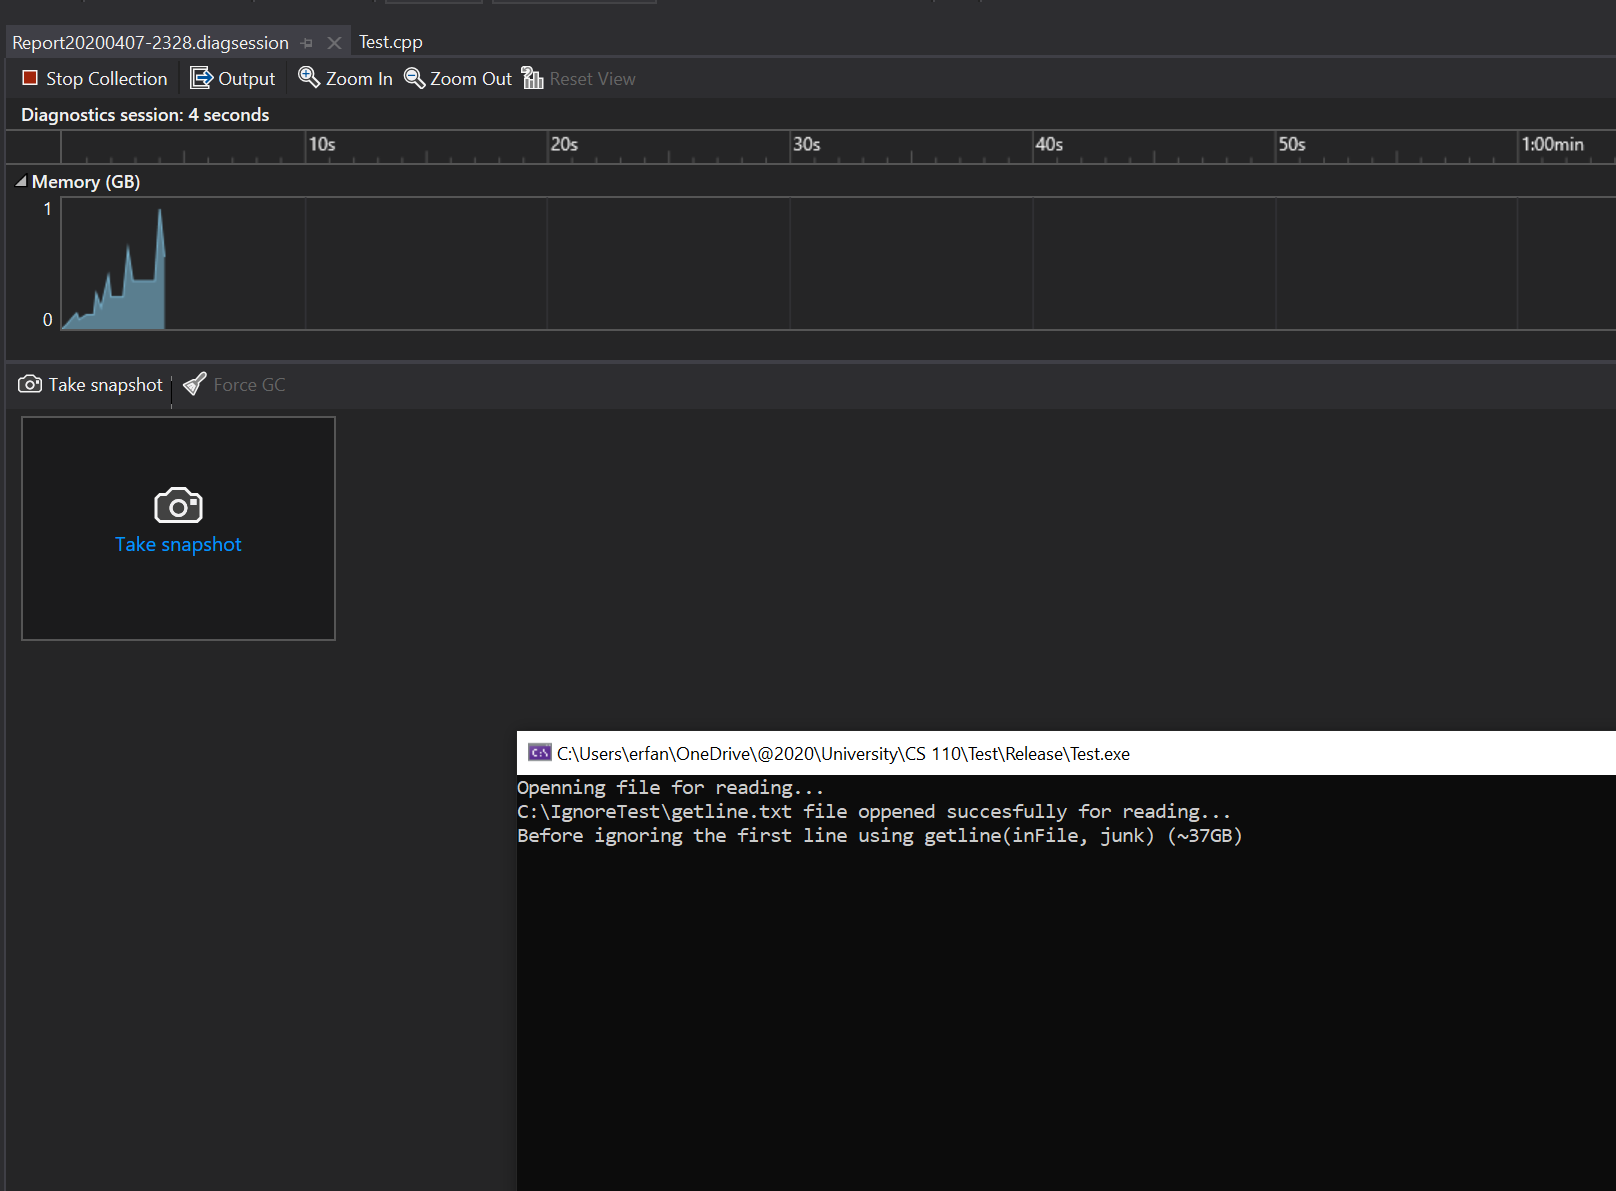 Report20200407-2328.diagsession Test.cpp
Stop Collection Output Zoom In Zoom Out Reset View
Diagnostics session: 4 seconds
10s 20s 30s 40s 50s 1:00min
Memory (GB)
1
0
Take snapshot Force GC
Take snapshot
C:\Users\erfan\OneDrive\@2020\University\CS 110\Test\Release\Test.exe
Openning file for reading...
C:\IgnoreTest\getline.txt file oppened succesfully for reading...
Before ignoring the first line using getline(inFile, junk) (~37GB)